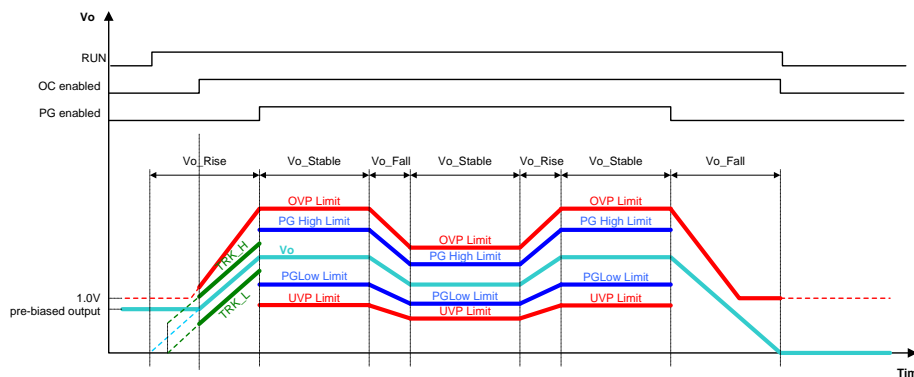 Vo
RUN
OC enabled
PG enabled
Vo_Rise
Vo_Stable
Vo_Fall
Vo_Stable
Vo_Rise
Vo_Stable
Vo_Fall
OVP Limit
OVP Limit
PG High Limit
PG High Limit
TRK_H
Vo
OVP Limit
PG High Limit
TRK_L
PGLow Limit
PGLow Limit
1.0V
PGLow Limit
pre-biased output
UVP Limit
UVP Limit
UVP Limit
Tim